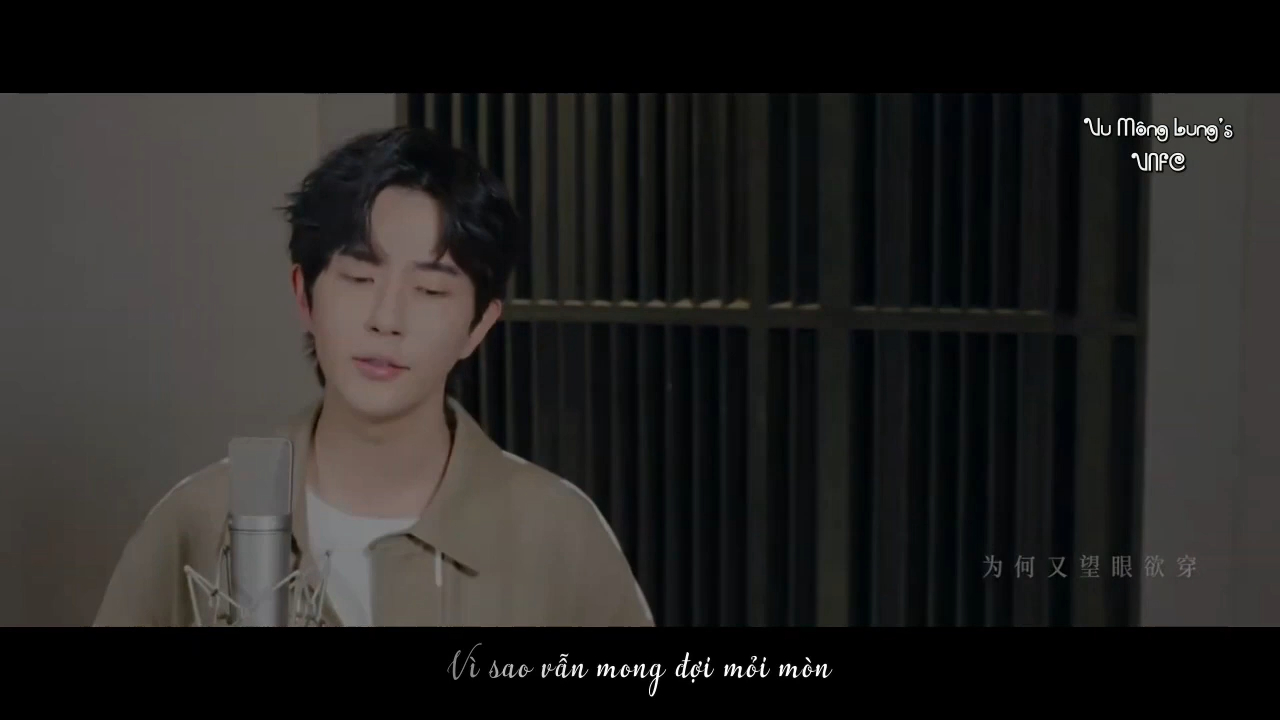 Vu Mông Lung's
VNFC
为何又望眼欲穿
Vì sao vẫn mong đợi mỏi mòn